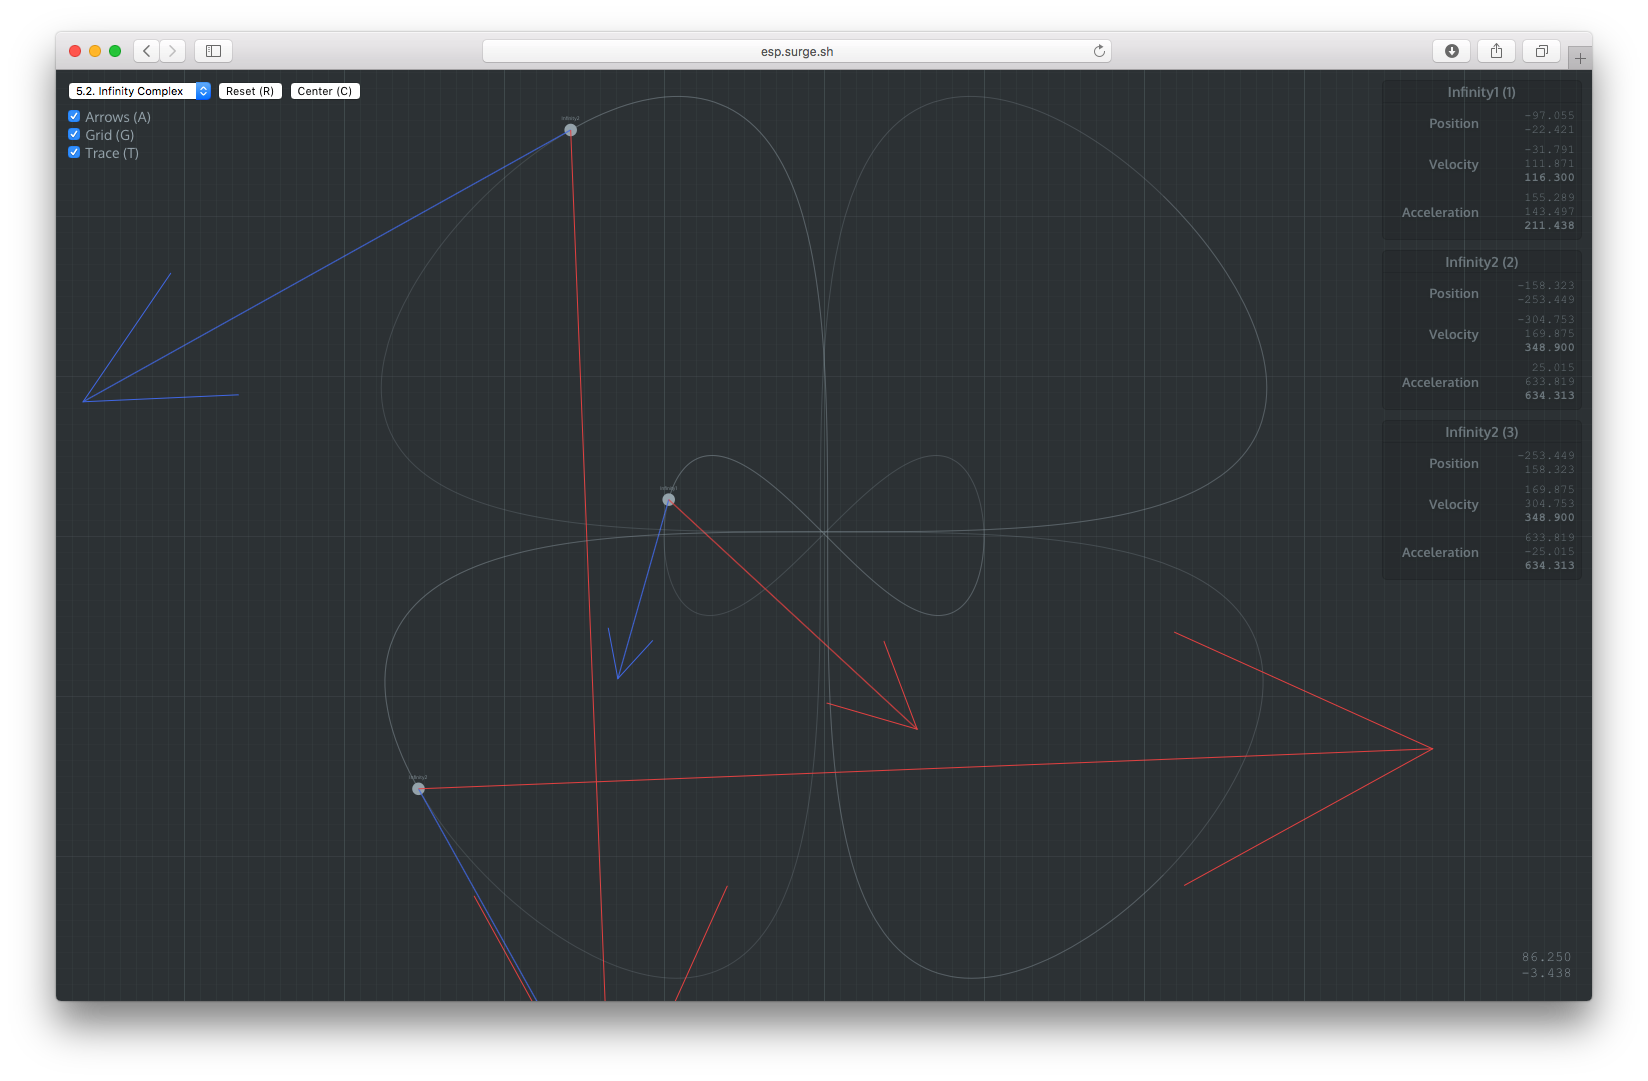 esp.surge.sh
5.2. Infinity Complex
Reset (R)
Center (C)
Arrows (A)
Grid (G)
Trace (T)
Infinity2
Infinity1
Infinity2
Infinity1 (1)
Position
-97.055
-22.421
Velocity
-31.791
111.871
116.300
Acceleration
155.289
143.497
211.438
Infinity2 (2)
Position
-158.323
-253.449
Velocity
-304.753
169.875
348.900
Acceleration
25.015
633.819
634.313
Infinity2 (3)
Position
-253.449
158.323
Velocity
169.875
304.753
348.900
Acceleration
633.819
-25.015
634.313
86.250
-3.438